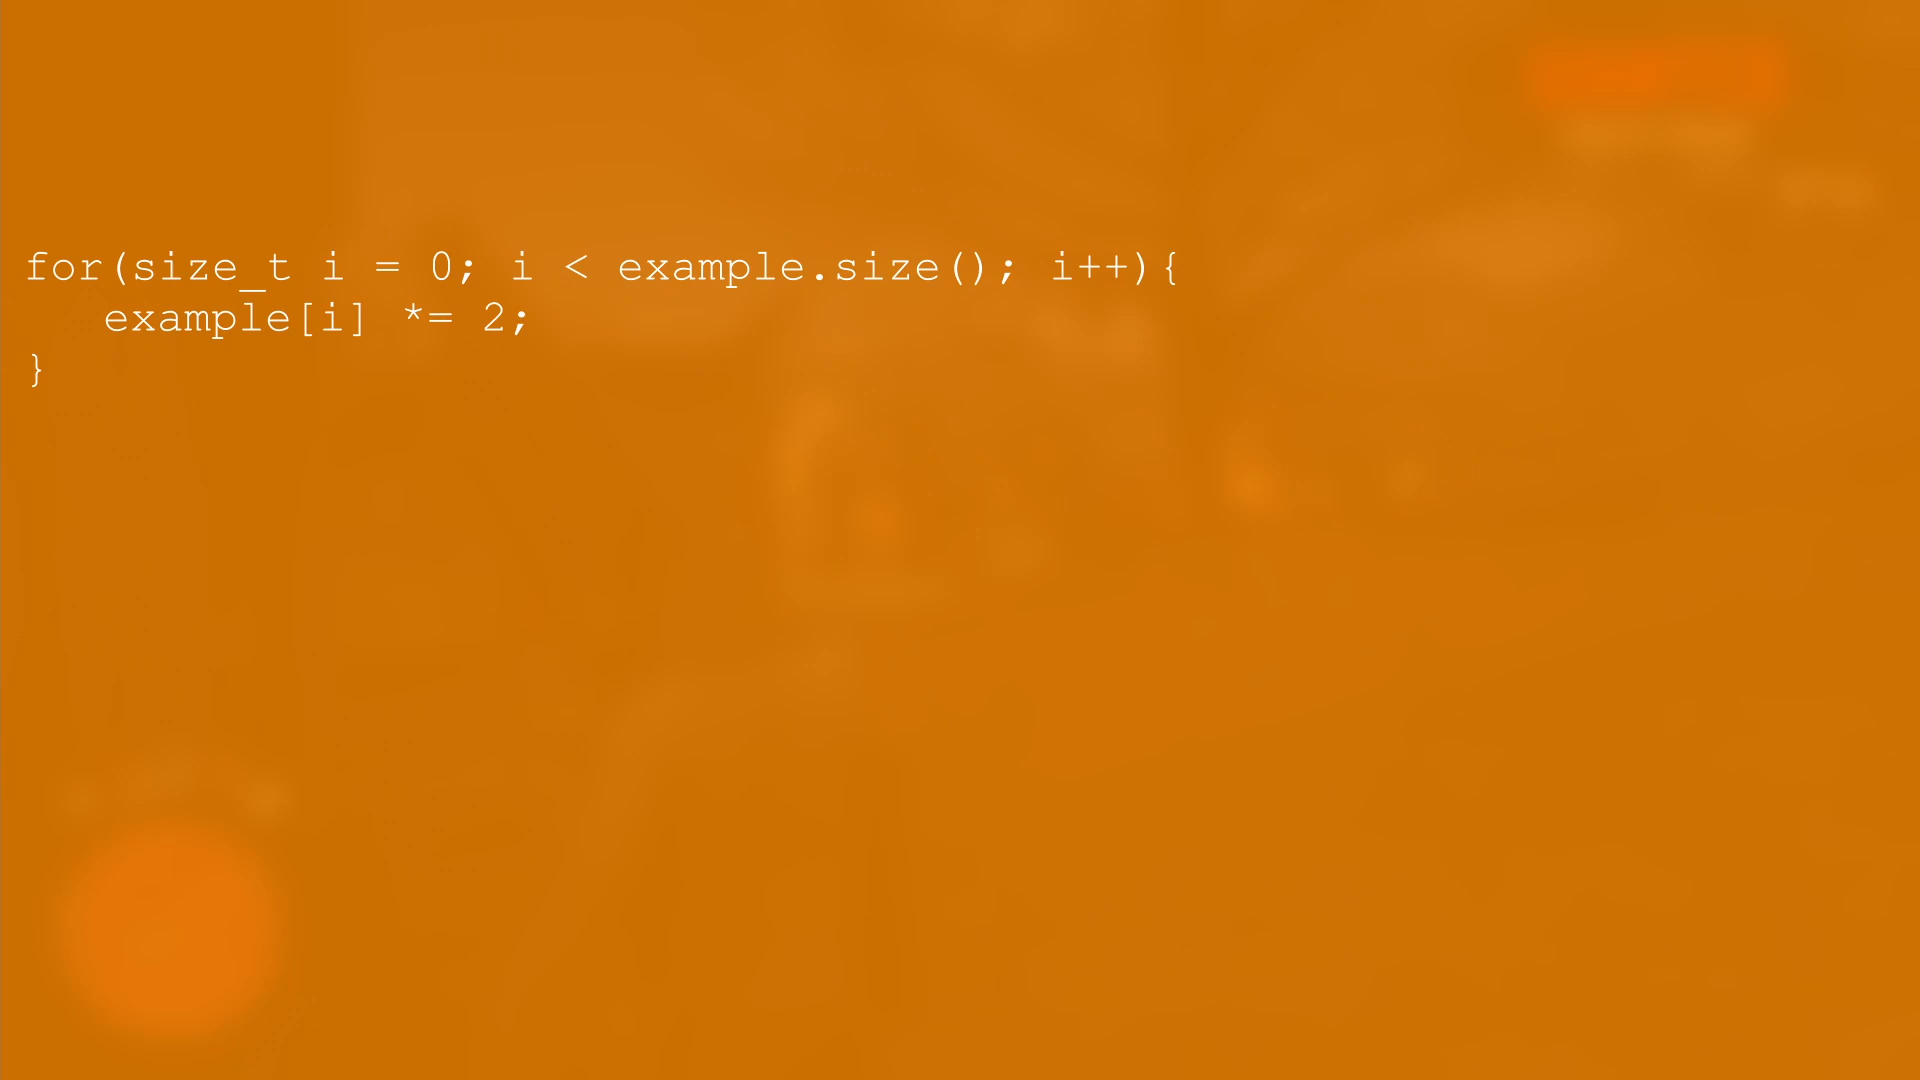 for(size_t i = 0; i < example.size(); i++){
   example[i] *= 2;
}